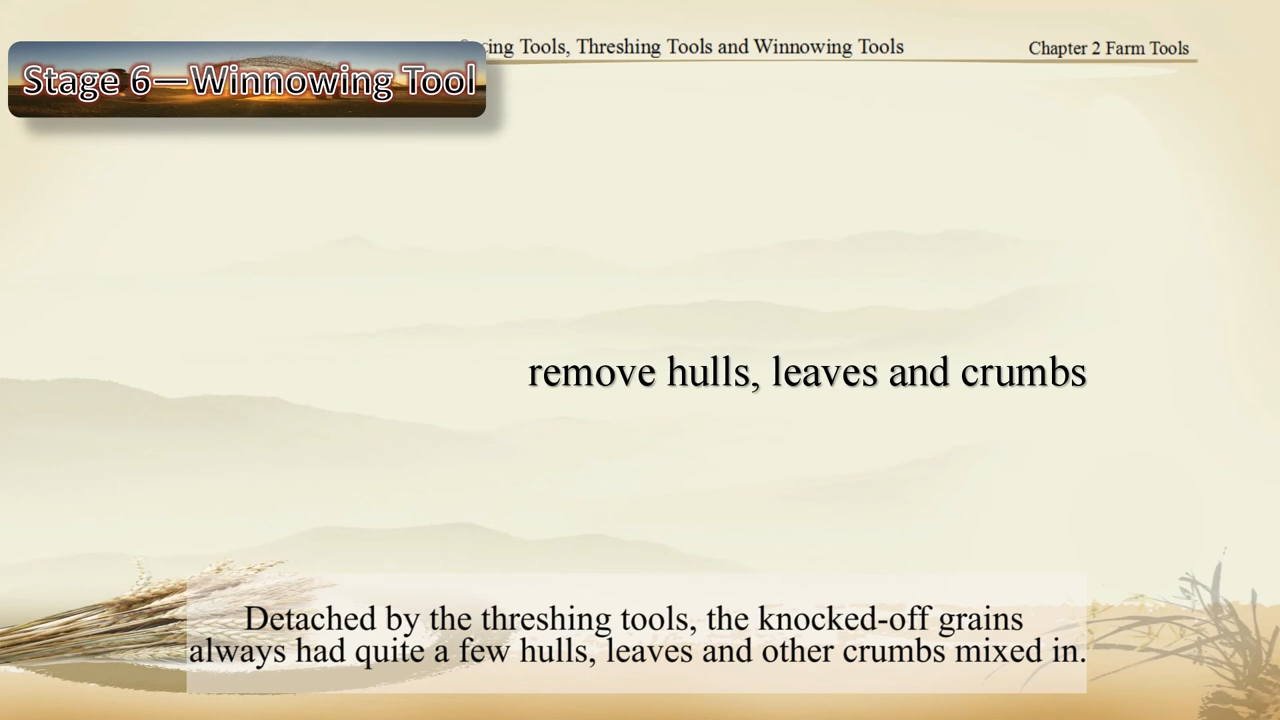 Tools, Threshing Tools and Winnowing Tools
Chapter 2 Farm Tools
Stage 6—Winnowing Tool
remove hulls, leaves and crumbs
Detached by the threshing tools, the knocked-off grains
always had quite a few hulls, leaves and other crumbs mixed in.